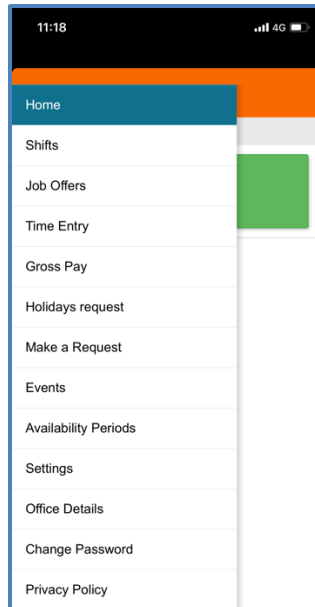 11:18
4G
Home
Shifts
Job Offers
Time Entry
Gross Pay
Holidays request
Make a Request
Events
Availability Periods
Settings
Office Details
Change Password
Privacy Policy